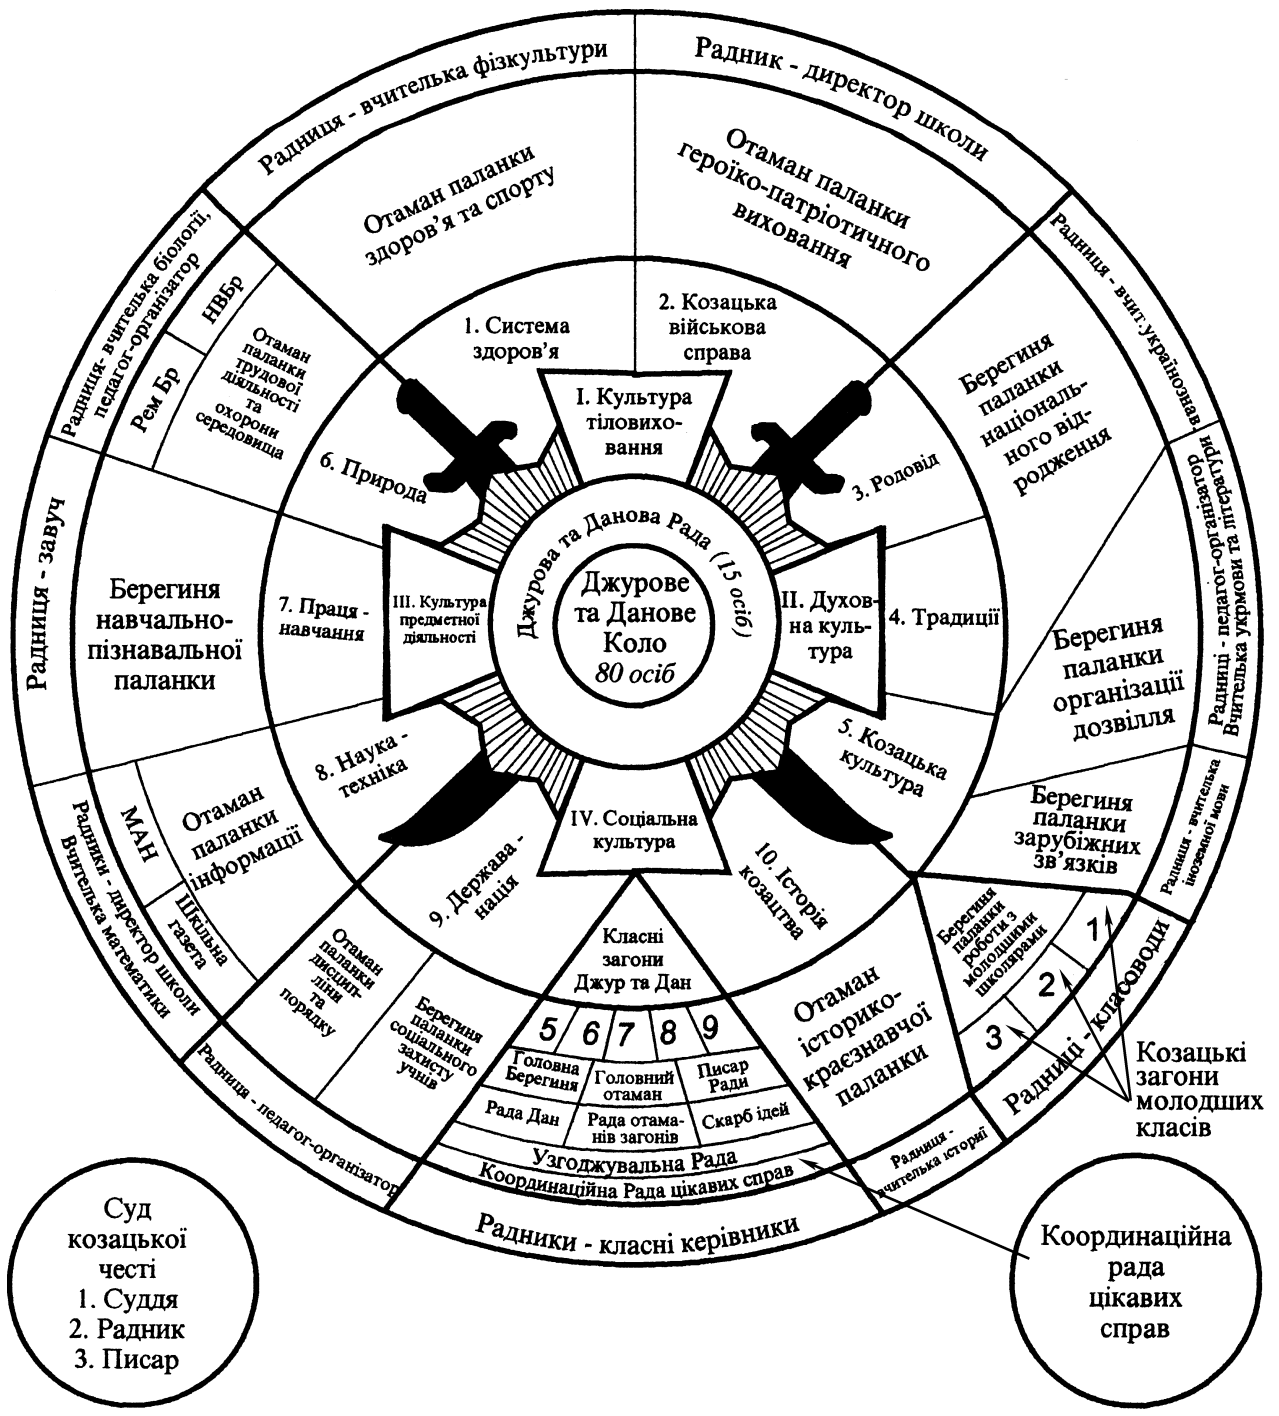 Радниця - вчителька фізкультури
Радник - директор школи
Отаман паланки
здоров'я та спорту
Отаман паланки
героїко-патріотичного
виховання
Радниця- вчителька біології,
педагог-організатор
НВБр
Рем Бр
Отаман
паланки
трудової
діяльності
та
охорони
середовища
Радниця - вчит.українознав.
Берегиня
паланки
національ-
ного від-
родження
1. Система
здоров'я
2. Козацька
військова
справа
I. Культура
тіловихо-
вання
6. Природа
3. Родовід
Радниця - завуч
Берегиня
навчально-
пізнавальної
паланки
7. Праця -
навчання
III. Культура
предметної
діяльності
Джурова та Данова Рада (15 осіб)
Джурове
та Данове
Коло
80 осіб
II. Духов-
на куль-
тура
4. Традиції
Радниці - педагог-організатор
Вчителька укрмови та літератури
Берегиня
паланки
організації
дозвілля
8. Наука -
техніка
5. Козацька
культура
IV. Соціальна
культура
9. Держава -
нація
10. Історія
козацтва
Радники - директор школи
Вчителька математики
МАН
Шкільна
газета
Отаман
паланки
інформації
Берегиня
паланки
зарубіжних
зв'язків
Радниця - вчителька
іноземної мови
Отаман
паланки
дисцип-
ліни
та
порядку
Берегиня
паланки
соціального
захисту
учнів
Радниця - педагог-організатор
Класні
загони
Джур та Дан
5 6 7 8 9
Головна
Берегиня
Головний
отаман
Писар
Ради
Рада Дан
Рада отама-
нів загонів
Скарб ідей
Узгоджувальна Рада
Координаційна Рада цікавих справ
Радники - класні керівники
Отаман
історико-
краєзнавчої
паланки
Радниця -
вчителька історії
Берегиня
паланки
роботи з
молодшими
школярами
1
2
3
Радниці - класоводи
Козацькі
загони
молодших
класів
Суд
козацької
честі
1. Суддя
2. Радник
3. Писар
Координаційна
рада
цікавих
справ